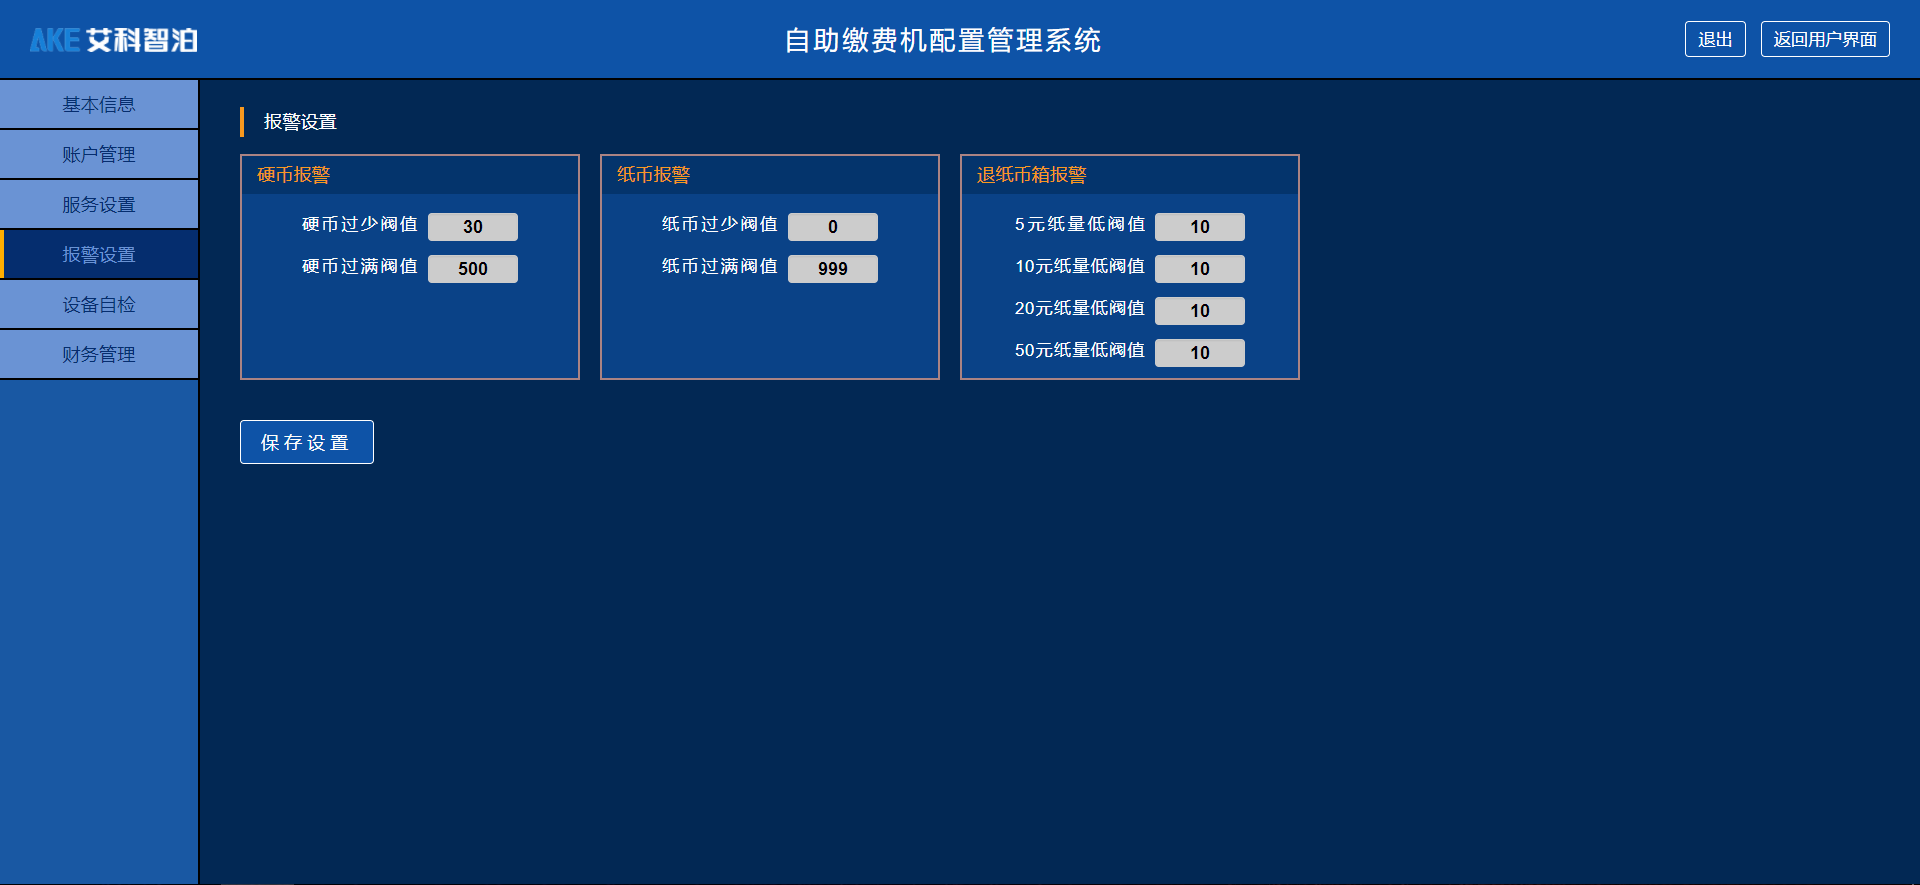 AKE 艾科智泊
自助缴费机配置管理系统
退出
返回用户界面
基本信息
账户管理
服务设置
报警设置
设备自检
财务管理
报警设置
硬币报警
硬币过少阀值 30
硬币过满阀值 500
纸币报警
纸币过少阀值 0
纸币过满阀值 999
退纸币箱报警
5元纸量低阀值 10
10元纸量低阀值 10
20元纸量低阀值 10
50元纸量低阀值 10
保存设置